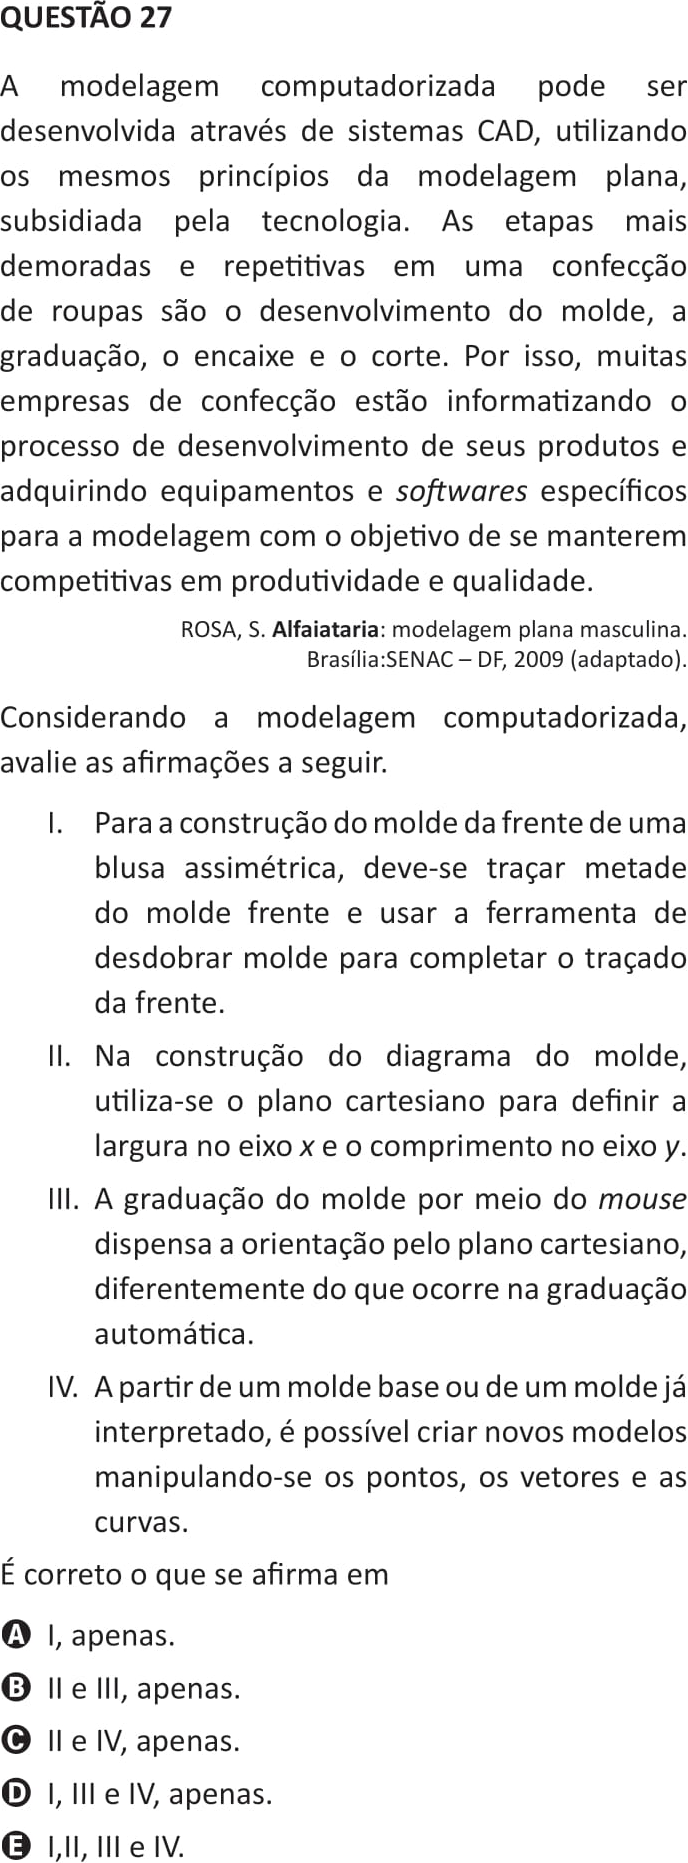 QUESTÃO 27
A modelagem computadorizada pode ser
desenvolvida através de sistemas CAD, utilizando
os mesmos princípios da modelagem plana,
subsidiada pela tecnologia. As etapas mais
demoradas e repetitivas em uma confecção
de roupas são o desenvolvimento do molde, a
graduação, o encaixe e o corte. Por isso, muitas
empresas de confecção estão informatizando o
processo de desenvolvimento de seus produtos e
adquirindo equipamentos e softwares específicos
para a modelagem com o objetivo de se manterem
competitivas em produtividade e qualidade.
ROSA, S. Alfaiataria: modelagem plana masculina.
Brasília:SENAC – DF, 2009 (adaptado).
Considerando a modelagem computadorizada,
avalie as afirmações a seguir.
I. Para a construção do molde da frente de uma
blusa assimétrica, deve-se traçar metade
do molde frente e usar a ferramenta de
desdobrar molde para completar o traçado
da frente.
II. Na construção do diagrama do molde,
utiliza-se o plano cartesiano para definir a
largura no eixo x e o comprimento no eixo y.
III. A graduação do molde por meio do mouse
dispensa a orientação pelo plano cartesiano,
diferentemente do que ocorre na graduação
automática.
IV. A partir de um molde base ou de um molde já
interpretado, é possível criar novos modelos
manipulando-se os pontos, os vetores e as
curvas.
É correto o que se afirma em
A I, apenas.
B II e III, apenas.
C II e IV, apenas.
D I, III e IV, apenas.
E I,II, III e IV.